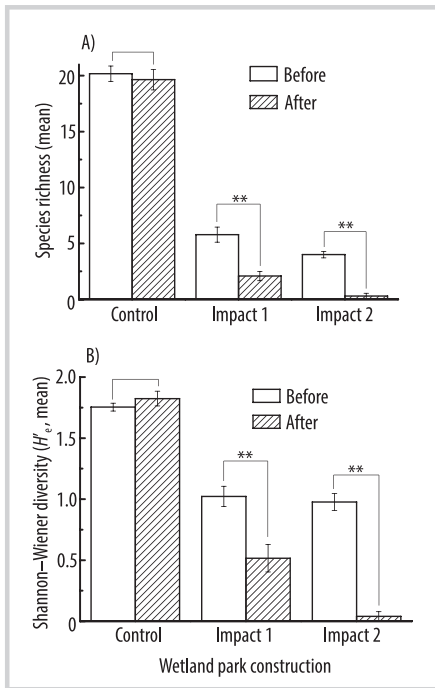 A)
Species richness (mean)
20
15
10
5
0
Before
After
**
**
Control Impact 1 Impact 2
B)
Shannon–Wiener diversity (H'e, mean)
2.0
1.5
1.0
0.5
0
Before
After
**
**
Control Impact 1 Impact 2
Wetland park construction